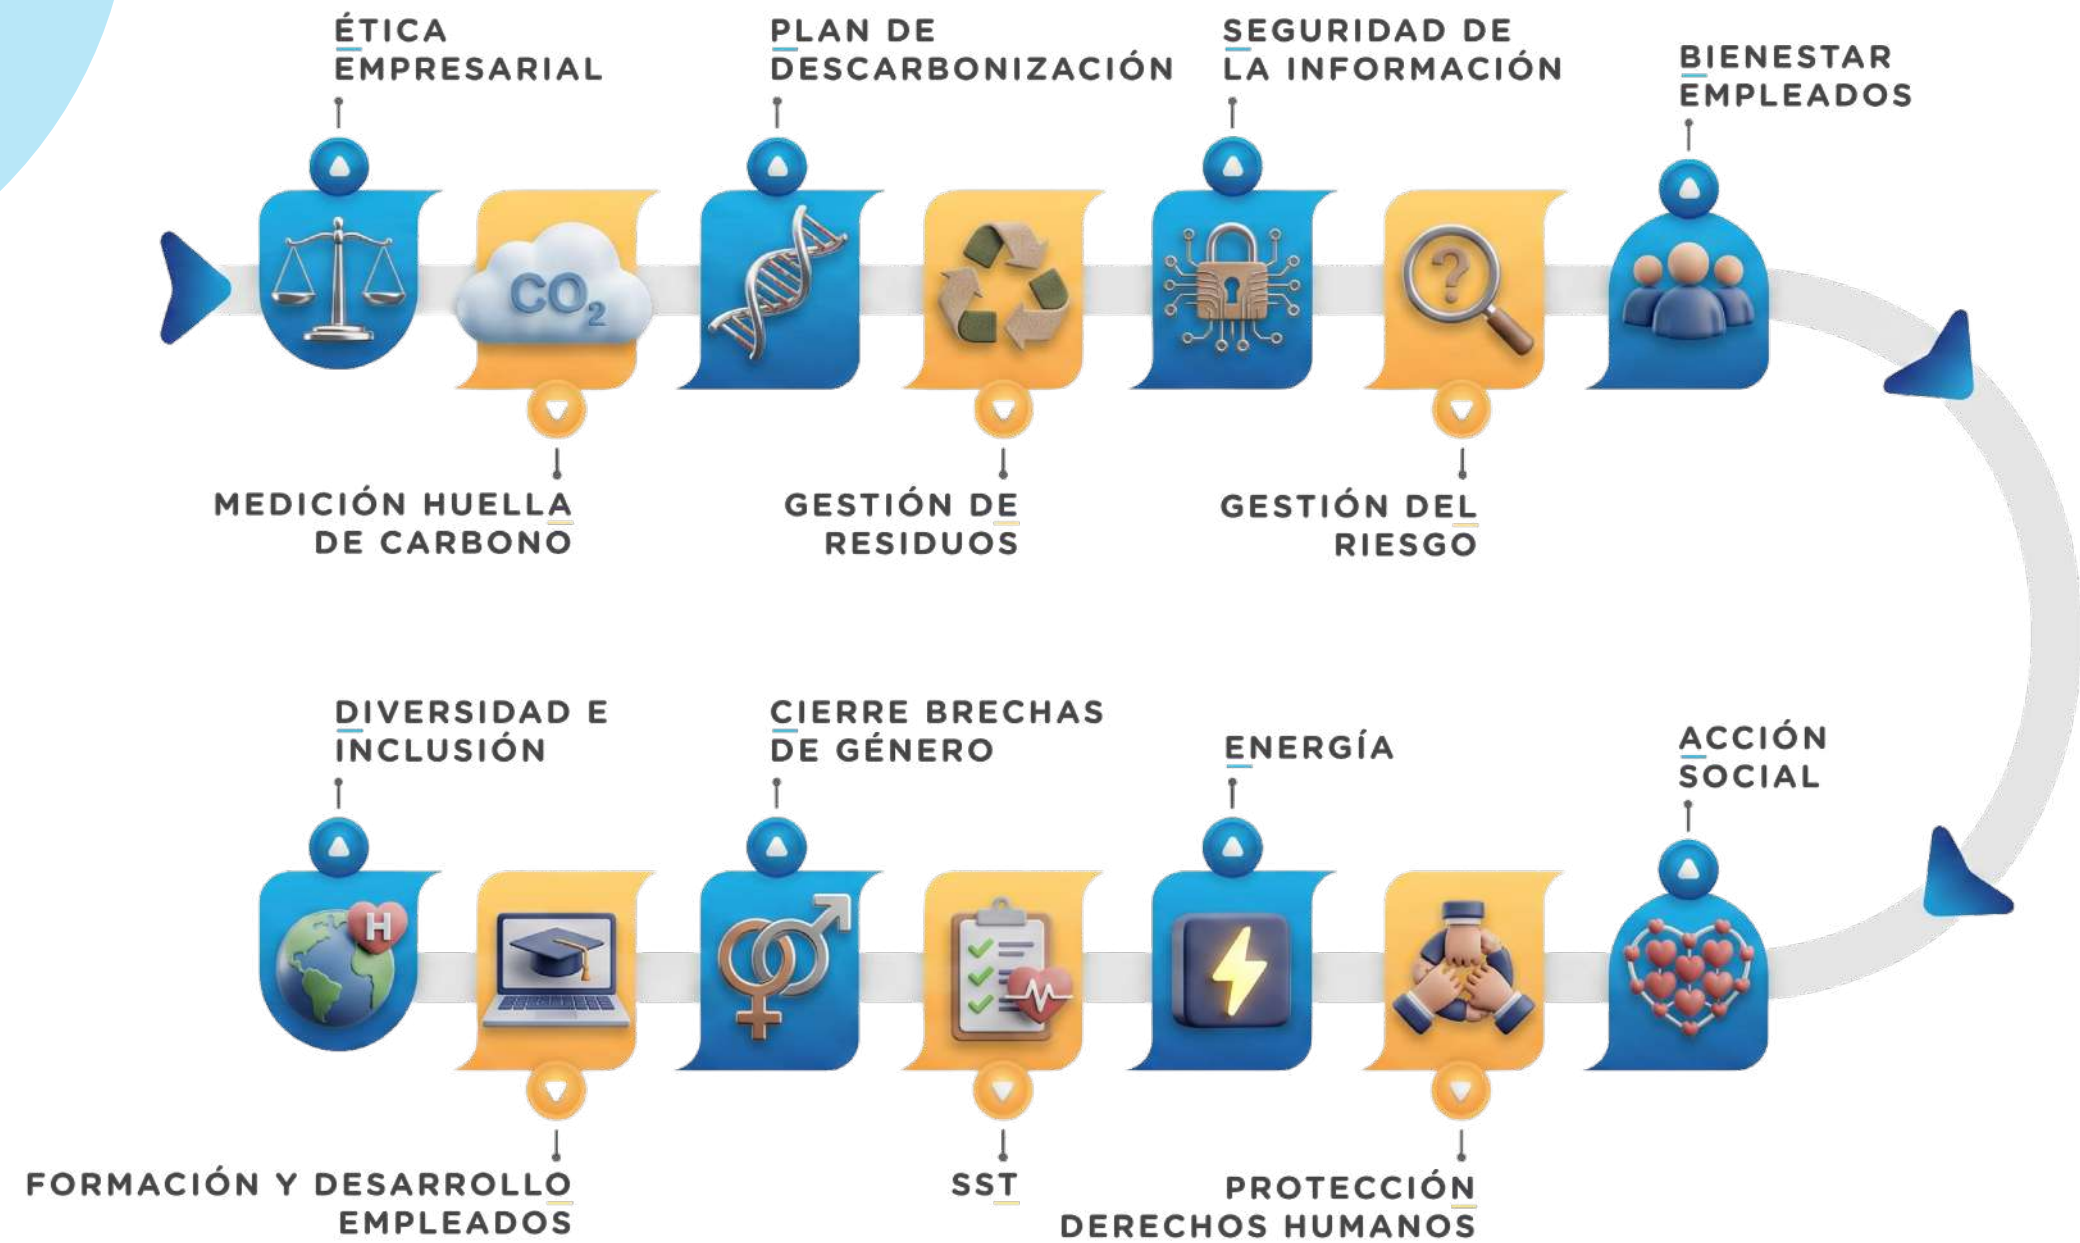 ÉTICA
EMPRESARIAL
PLAN DE
DESCARBONIZACIÓN
SEGURIDAD DE
LA INFORMACIÓN
BIENESTAR
EMPLEADOS
CO₂
MEDICIÓN HUELLA
DE CARBONO
GESTIÓN DE
RESIDUOS
?
GESTIÓN DEL
RIESGO
DIVERSIDAD E
INCLUSIÓN
CIERRE BRECHAS
DE GÉNERO
ENERGÍA
ACCIÓN
SOCIAL
H
FORMACIÓN Y DESARROLLO
EMPLEADOS
SST
PROTECCIÓN
DERECHOS HUMANOS